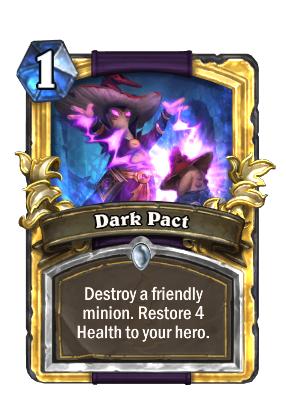 1
Dark Pact
Destroy a friendly
minion. Restore 4
Health to your hero.